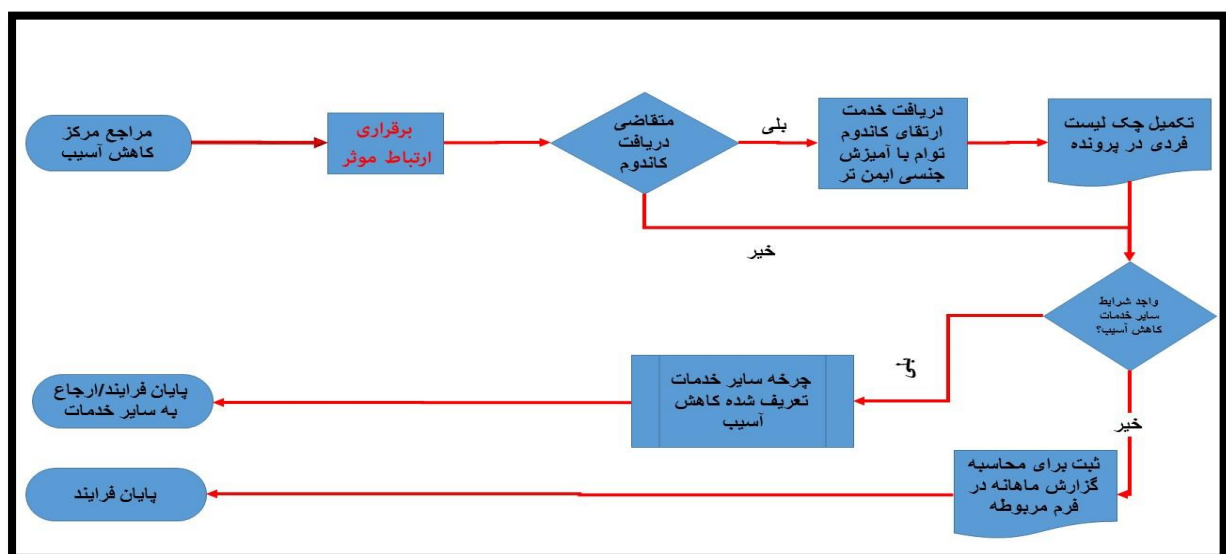 مراجع مرکز
کاهش آسیب
برقراری
ارتباط موثر
متقاضی
دریافت
کاندوم
بلی
دریافت خدمت
ارتقای کاندوم
توام با آمیزش
جنسی ایمن تر
تکمیل چک لیست
فردی در پرونده
خیر
واجد شرایط
سایر خدمات
کاهش آسیب؟
بلی
چرخه سایر خدمات
تعریف شده کاهش
آسیب
پایان فرایند/ارجاع
به سایر خدمات
خیر
ثبت برای محاسبه
گزارش ماهانه در
فرم مربوطه
پایان فرایند